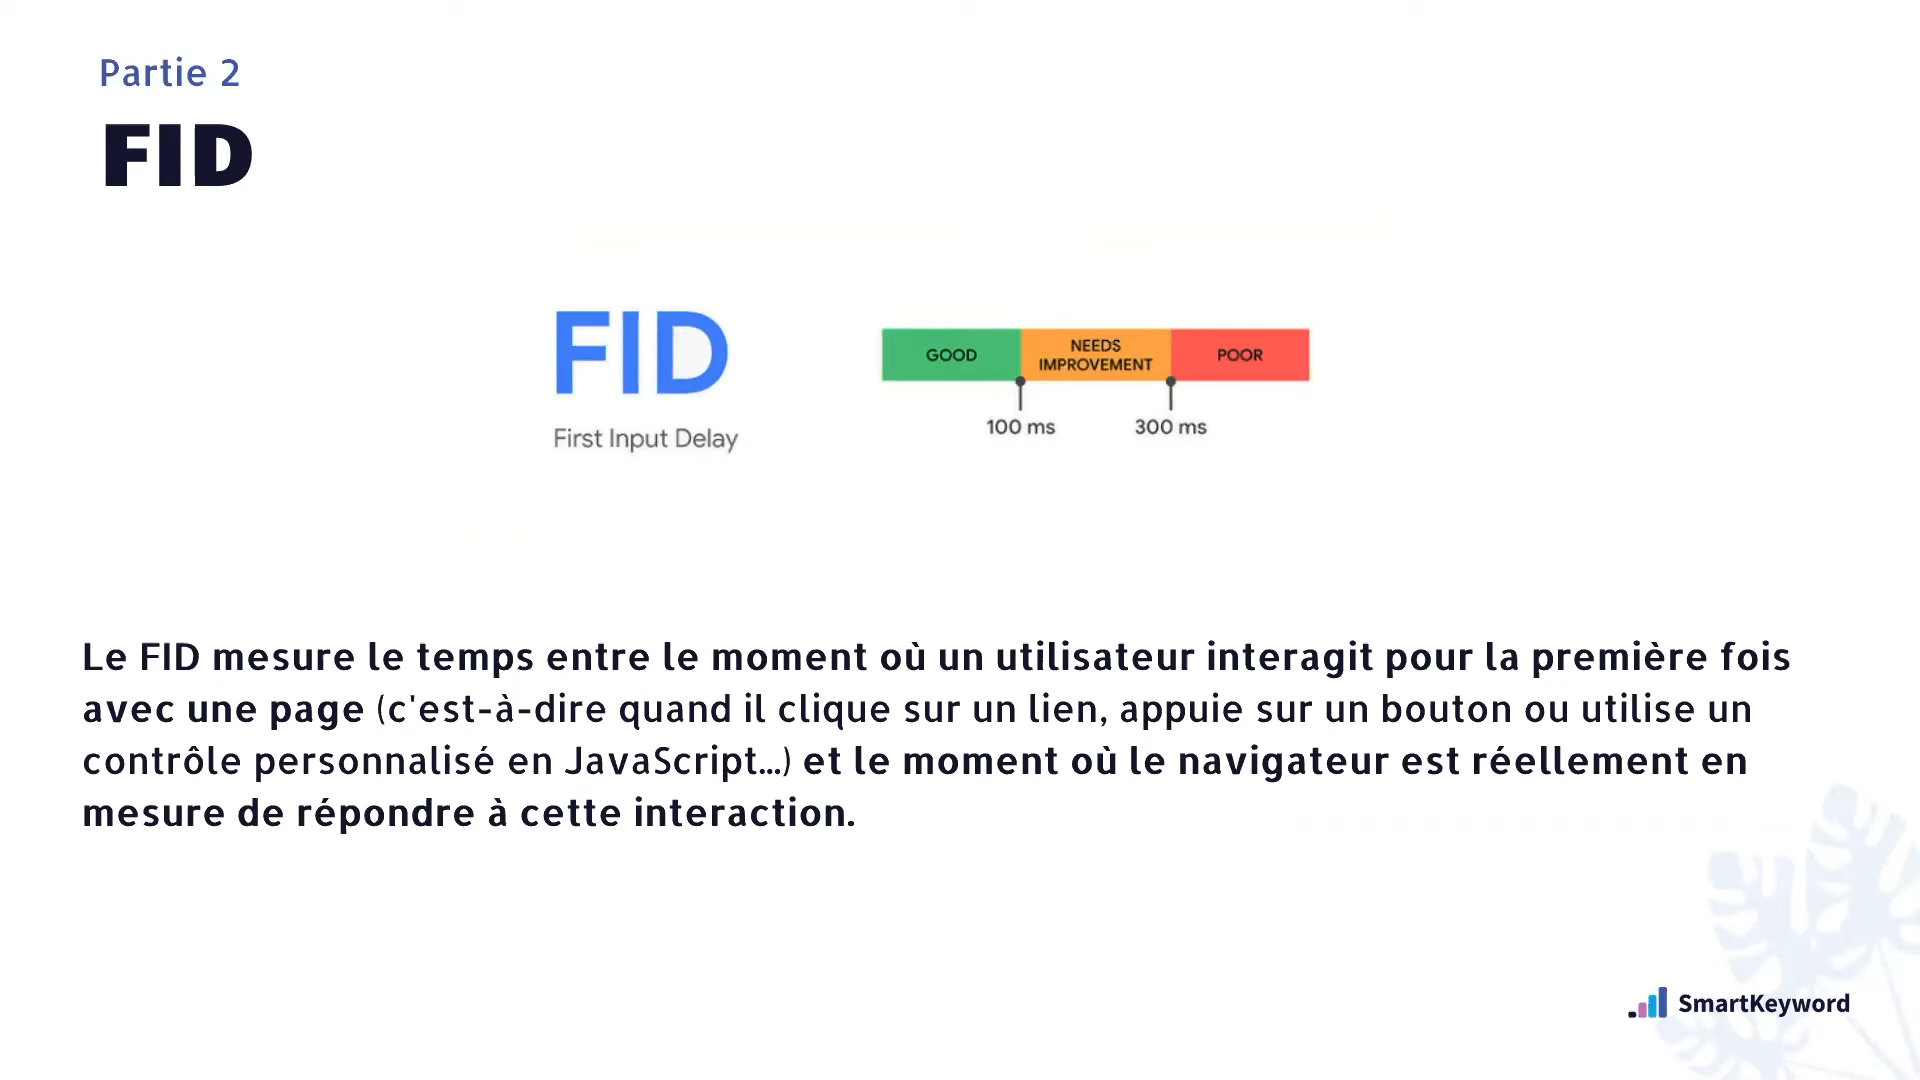 Partie 2
FID
FID
First Input Delay
GOOD
NEEDS
IMPROVEMENT
POOR
100 ms
300 ms
Le FID mesure le temps entre le moment où un utilisateur interagit pour la première fois
avec une page (c'est-à-dire quand il clique sur un lien, appuie sur un bouton ou utilise un
contrôle personnalisé en JavaScript...) et le moment où le navigateur est réellement en
mesure de répondre à cette interaction.
SmartKeyword